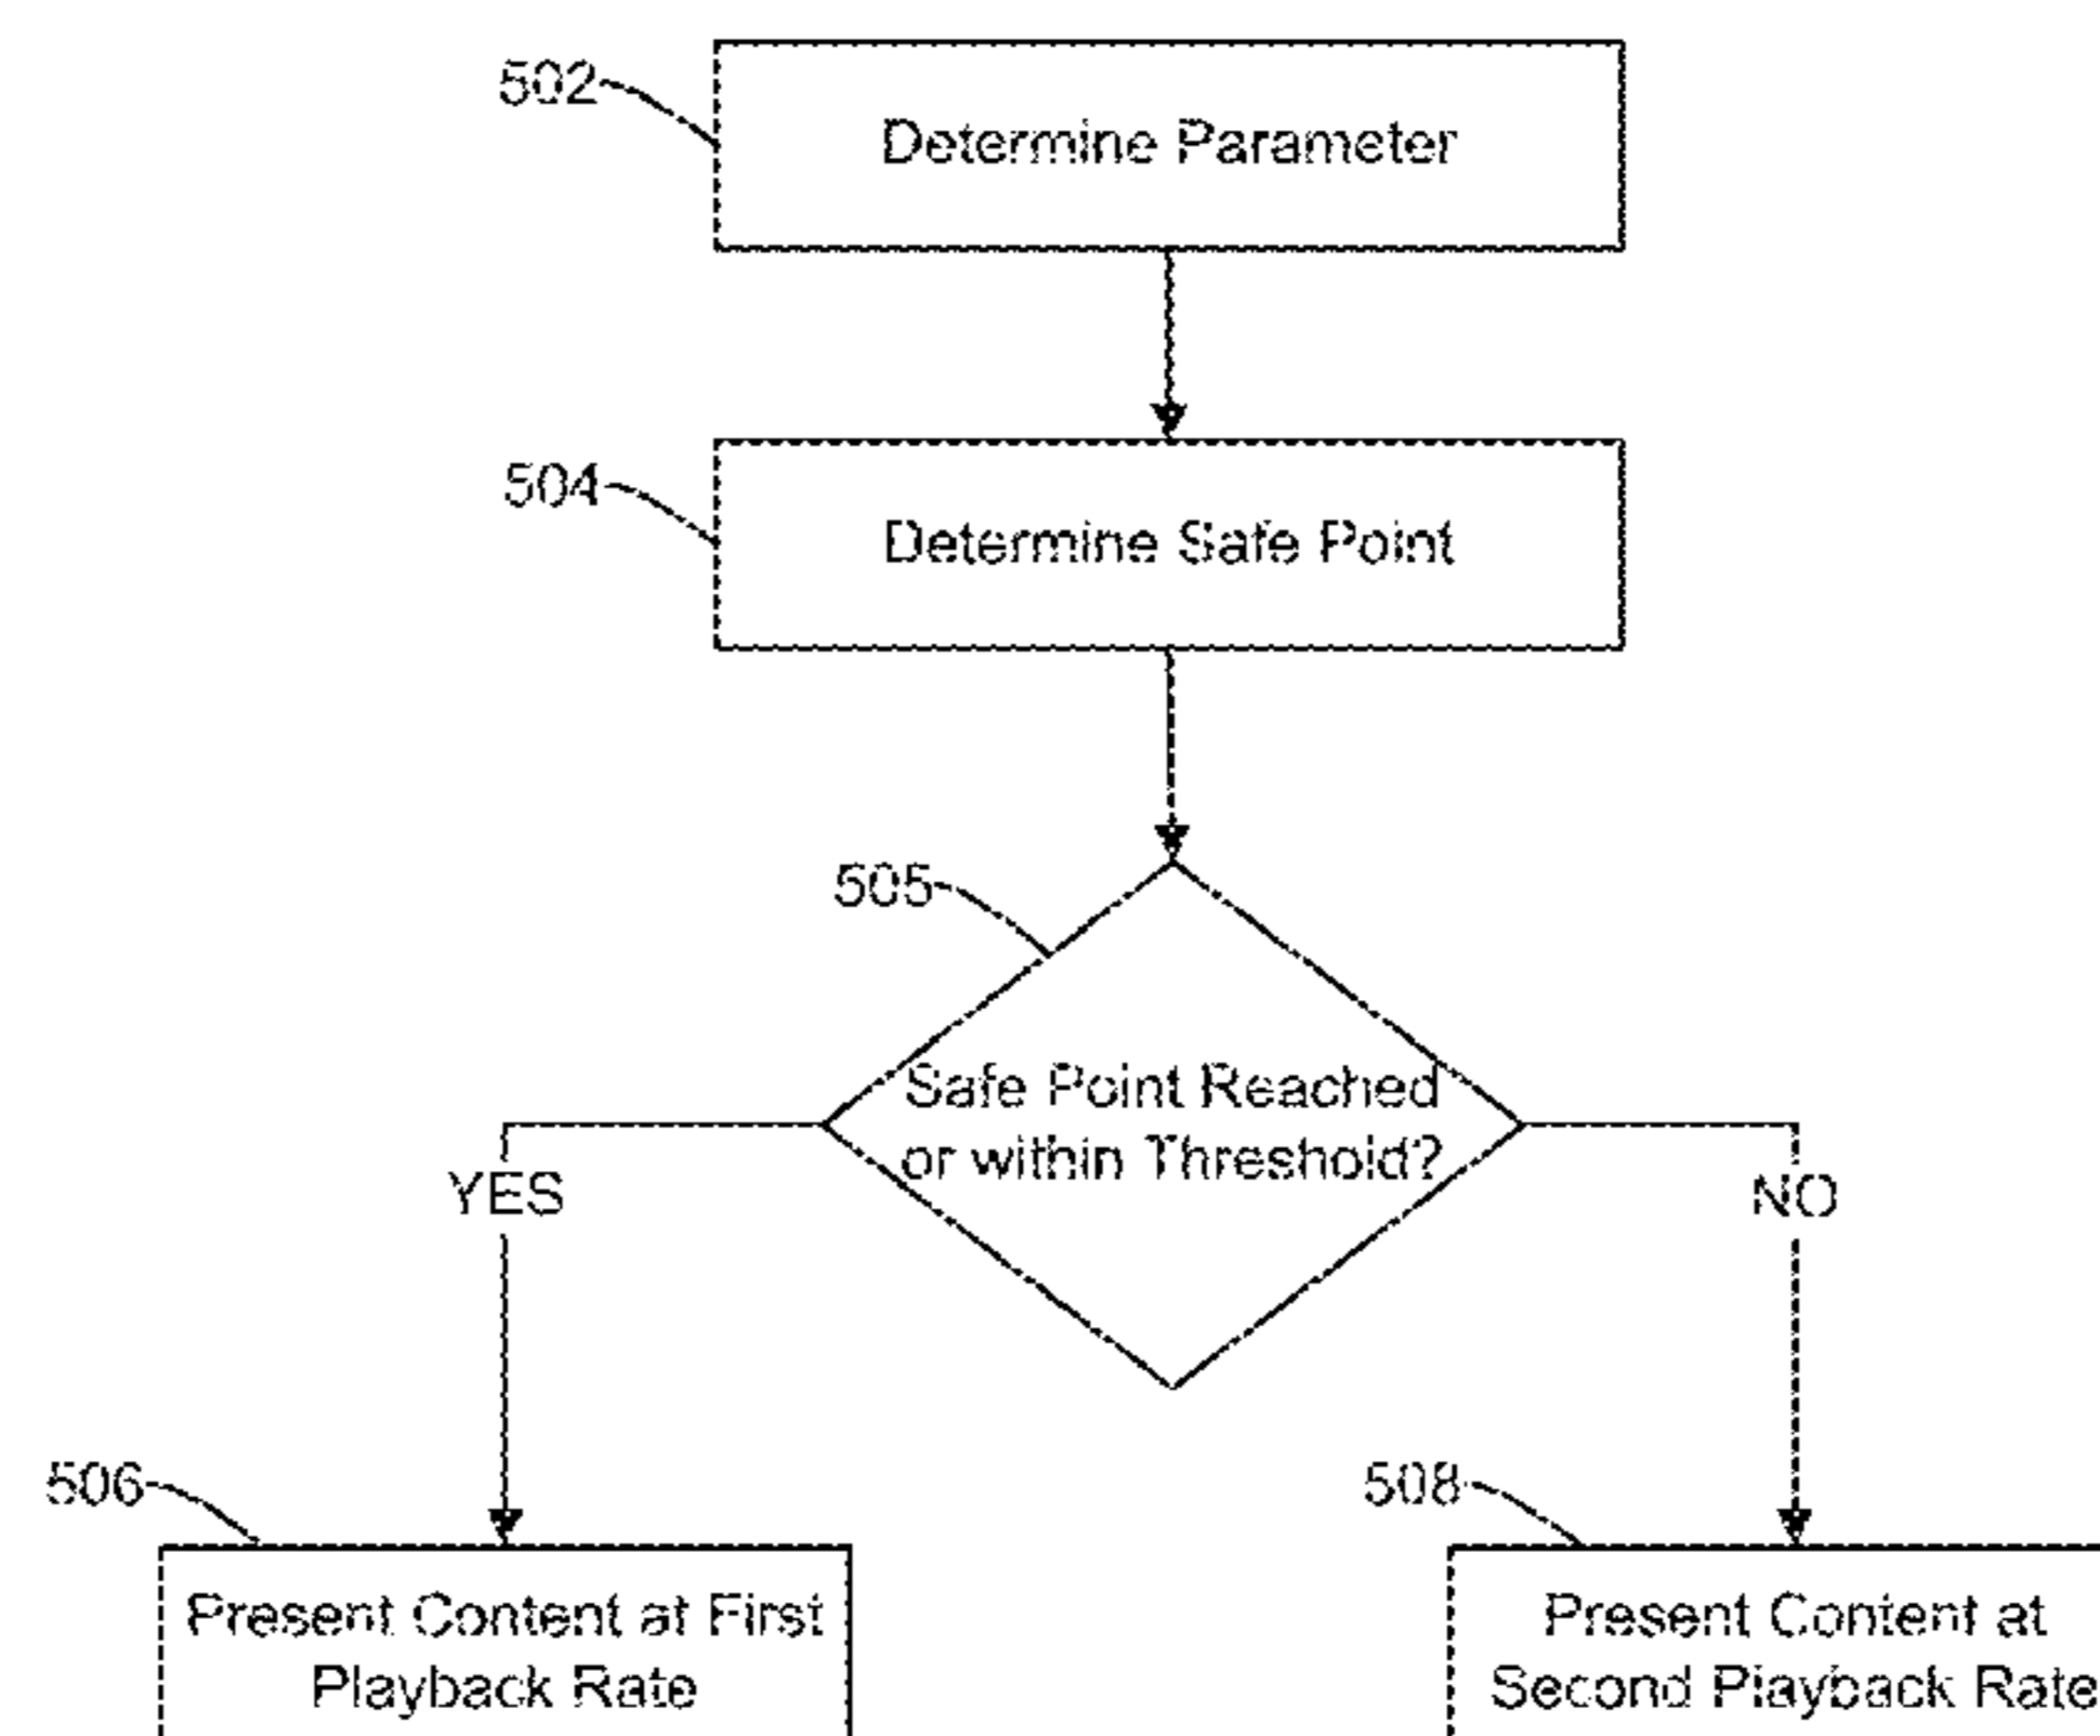 502
Determine Parameter
504
Determine Safe Point
505
Safe Point Reached
or within Threshold?
YES
NO
506
Present Content at First
Playback Rate
508
Present Content at
Second Playback Rate